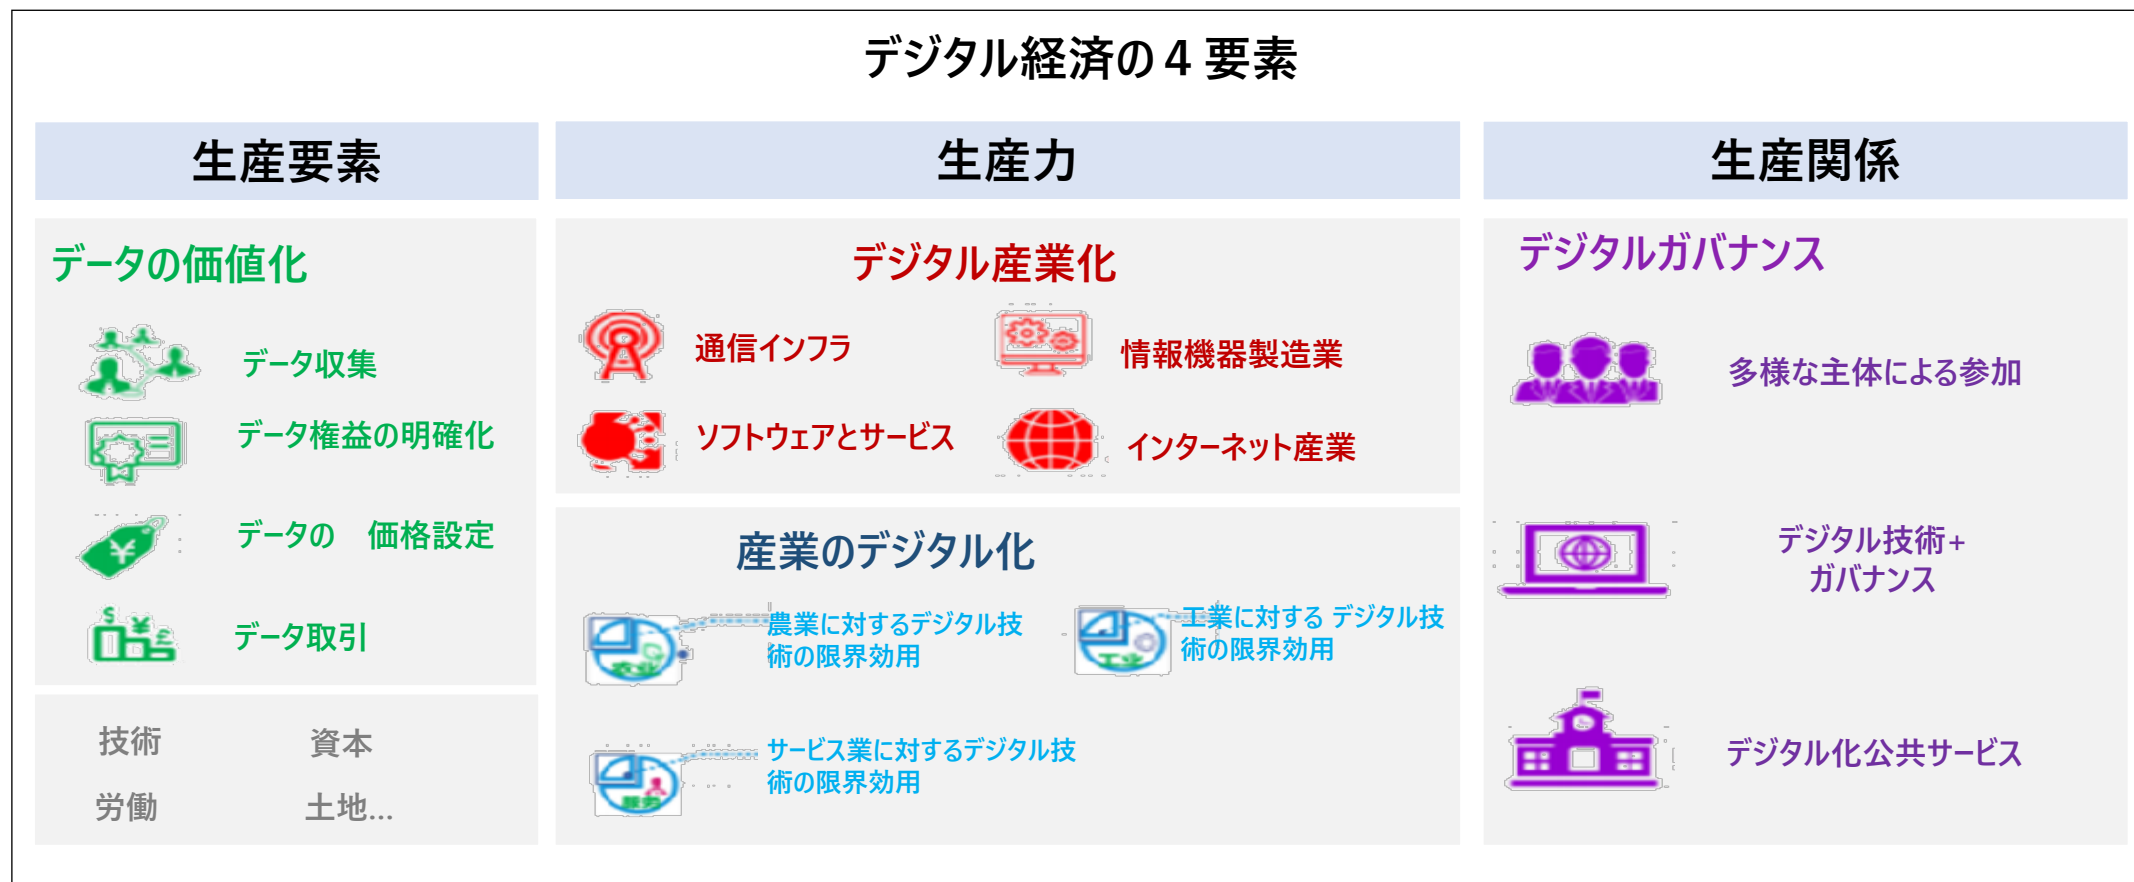 デジタル経済の４要素
生産要素
生産力
生産関係
データの価値化
データ収集
データ権益の明確化
データの　価格設定
データ取引
技術
資本
労働
土地...
デジタル産業化
通信インフラ
情報機器製造業
ソフトウェアとサービス
インターネット産業
産業のデジタル化
农业
農業に対するデジタル技
術の限界効用
工业
工業に対する デジタル技
術の限界効用
服务
サービス業に対するデジタル技
術の限界効用
デジタルガバナンス
多様な主体による参加
デジタル技術+
ガバナンス
デジタル化公共サービス